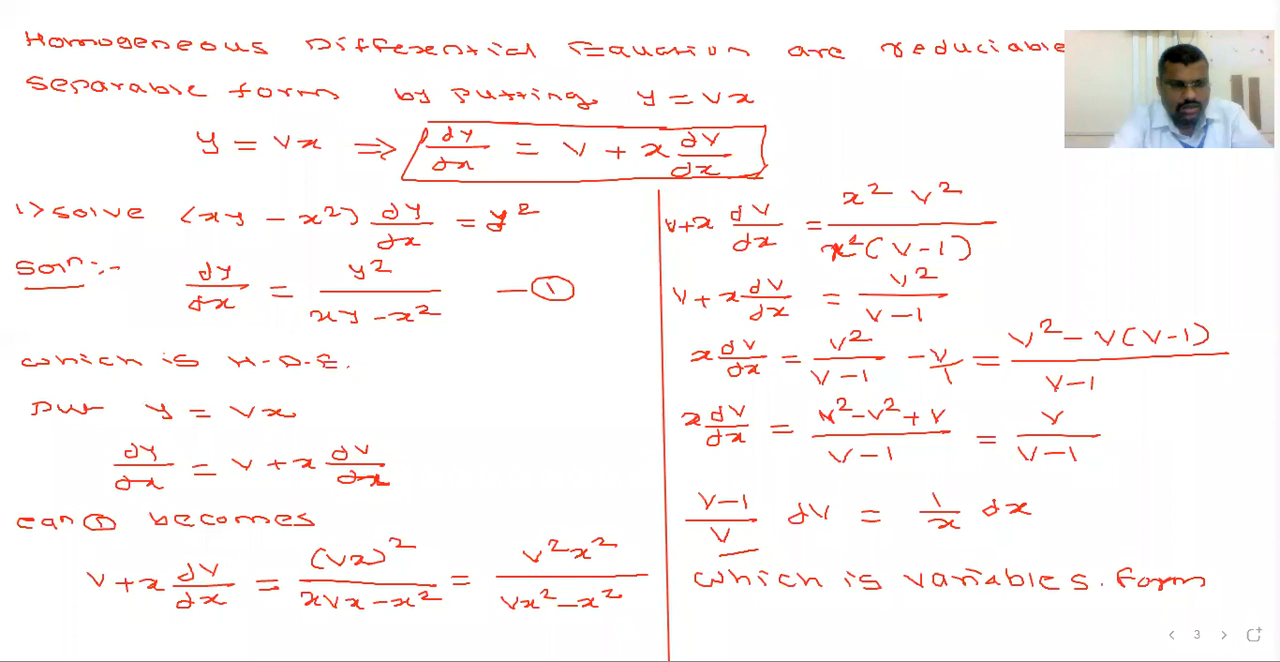 Homogeneous Differential Equation are reduciable
separable form by putting y = vx
y = vx ⇒ dy/dx = v + x dv/dx
1) solve (xy - x²) dy/dx = y²
Soln:-
dy/dx = y²/(xy - x²) — ①
which is H.D.E.
put y = vx
dy/dx = v + x dv/dx
eqn ① becomes
v + x dv/dx = (vx)²/(xvx - x²) = v²x²/(vx² - x²)
v + x dv/dx = x² v²/(x²(v - 1))
v + x dv/dx = v²/(v - 1)
x dv/dx = v²/(v - 1) - v/1 = (v² - v(v - 1))/(v - 1)
x dv/dx = (v² - v² + v)/(v - 1) = v/(v - 1)
(v - 1)/v dv = 1/x dx
which is variable s. form
3